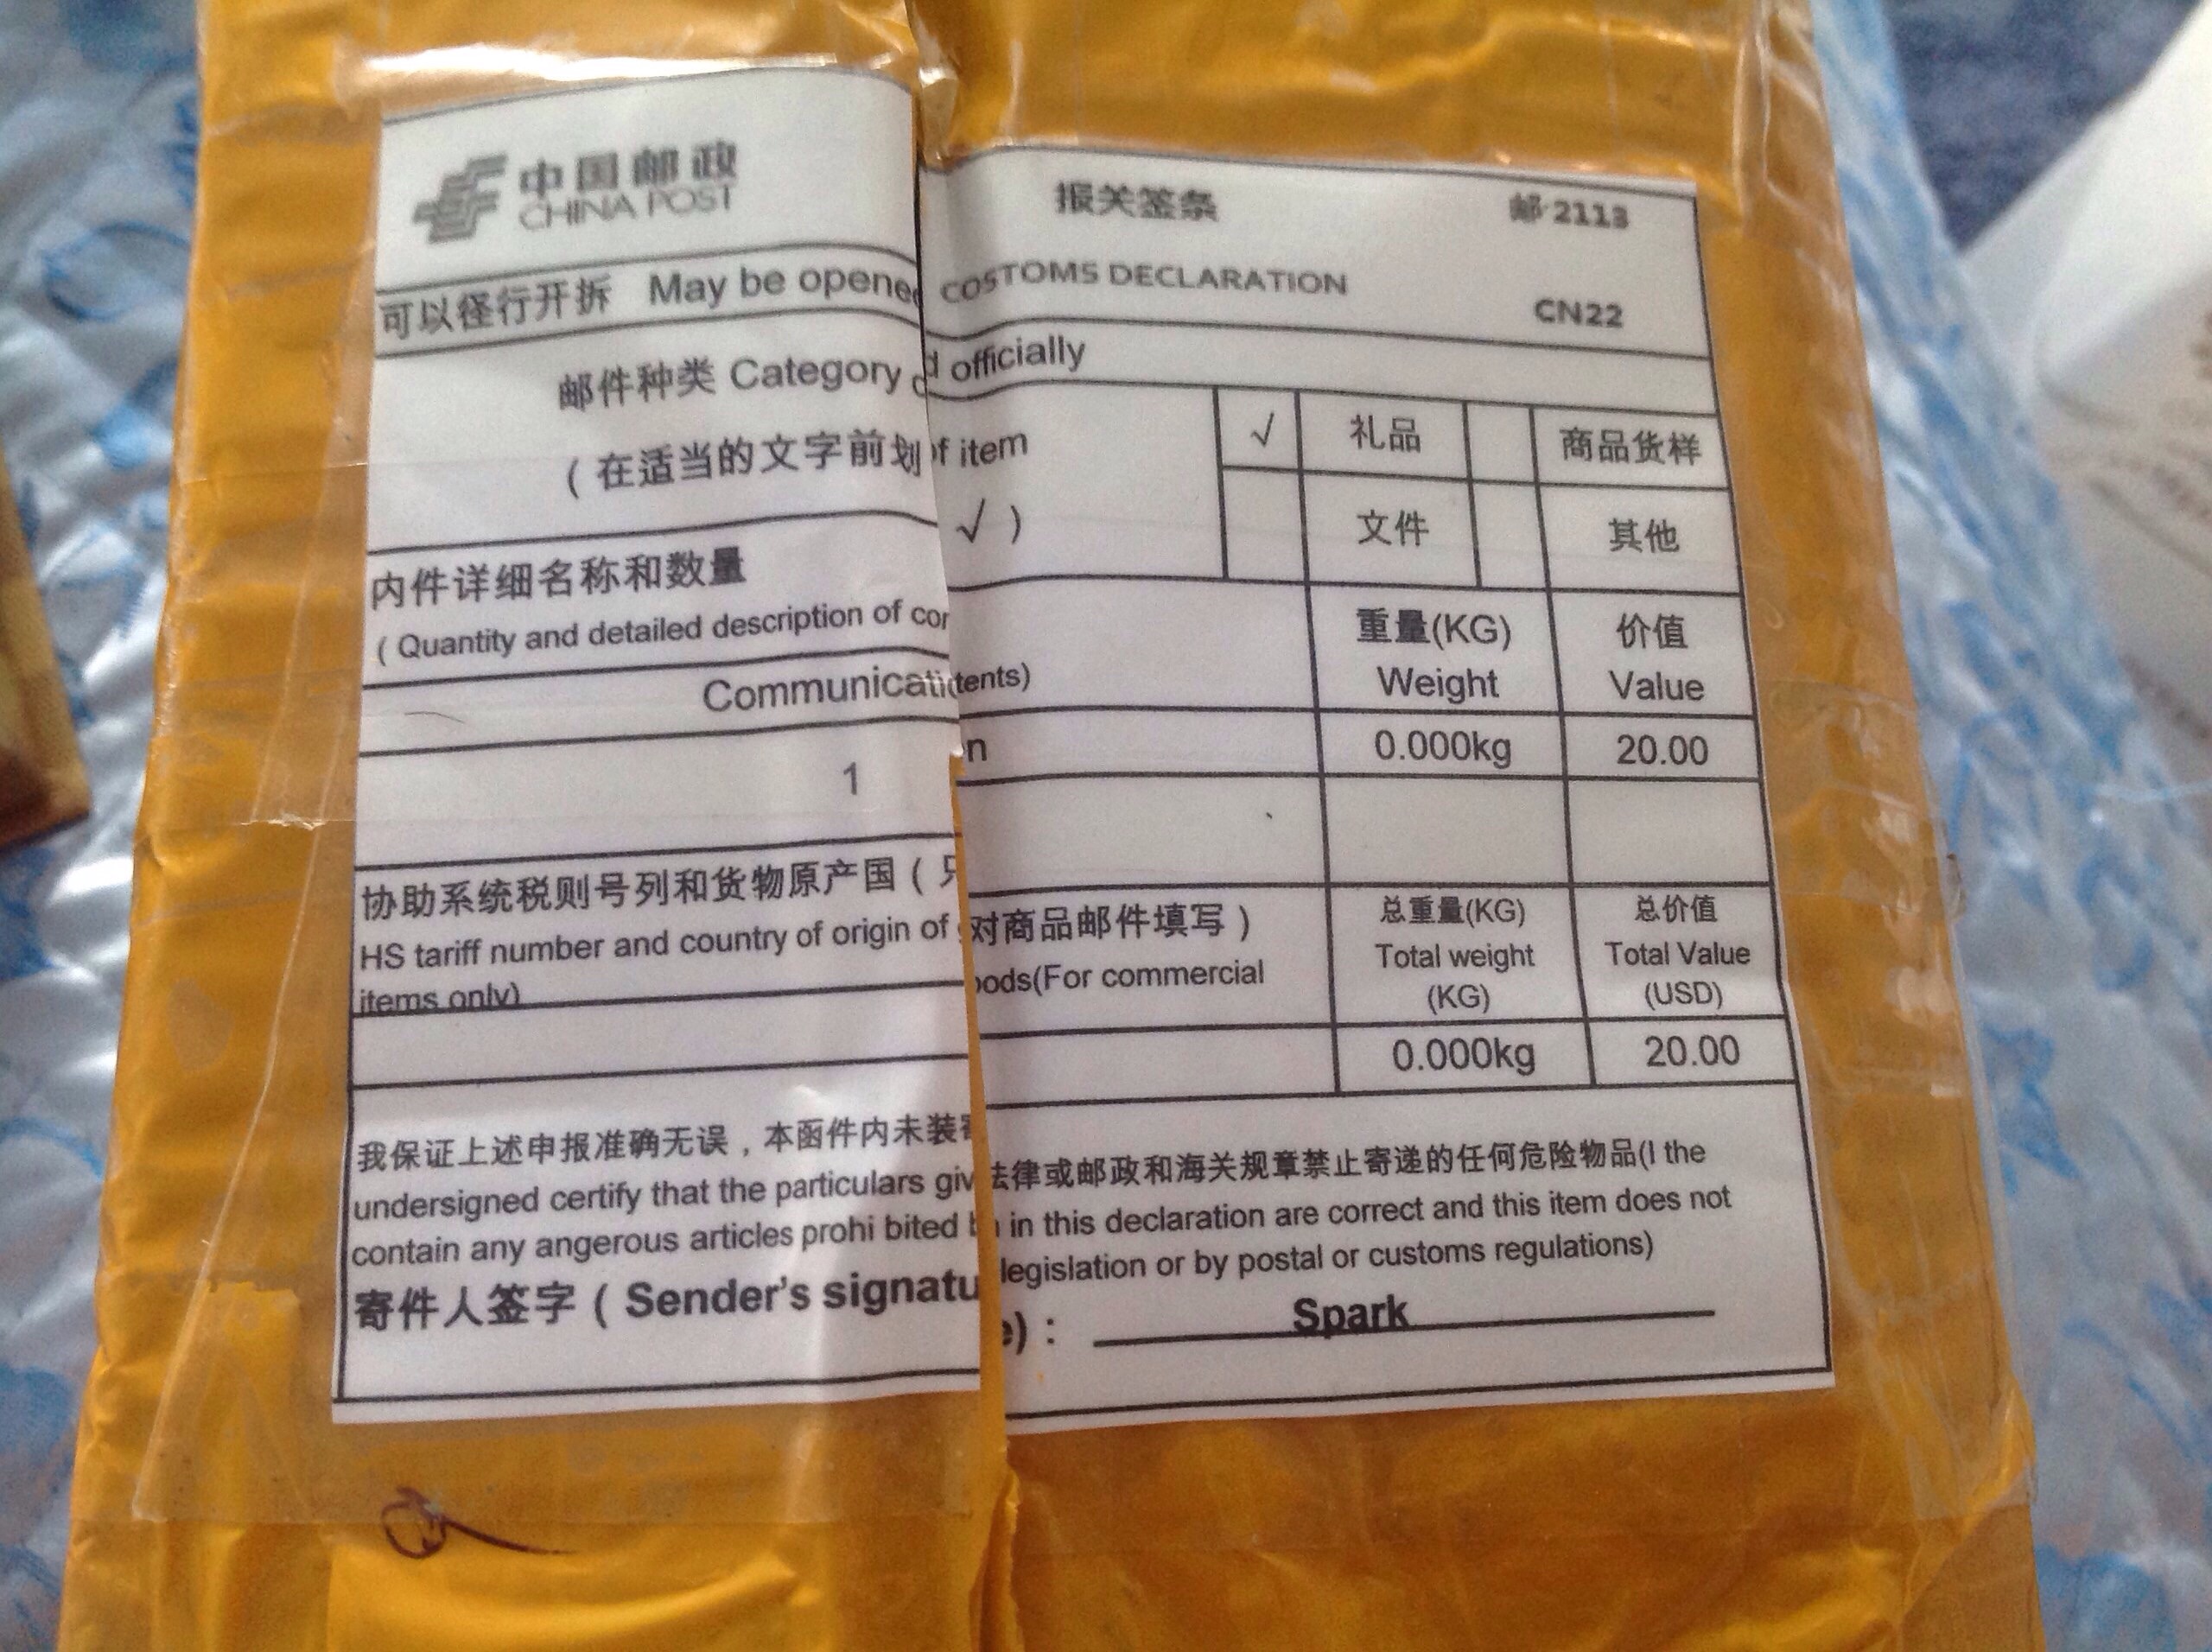 中国邮政
CHINA POST
报关签条
邮 2113
COSTOMS DECLARATION
CN22
可以径行开拆 May be opened officially
邮件种类 Category of item
（在适当的文字前划√）
√ 礼品 商品货样
文件 其他
内件详细名称和数量
( Quantity and detailed description of contents)
重量(KG)
Weight
价值
Value
Communication 0.000kg 20.00
1
协助系统税则号列和货物原产国（只对商品邮件填写）
HS tariff number and country of origin of goods(For commercial
items only)
总重量(KG)
Total weight
(KG)
总价值
Total Value
(USD)
0.000kg 20.00
我保证上述申报准确无误，本函件内未装寄法律或邮政和海关规章禁止寄递的任何危险物品(I the
undersigned certify that the particulars giv n in this declaration are correct and this item does not
contain any angerous articles prohi bited b legislation or by postal or customs regulations)
寄件人签字（Sender's signature)： Spark